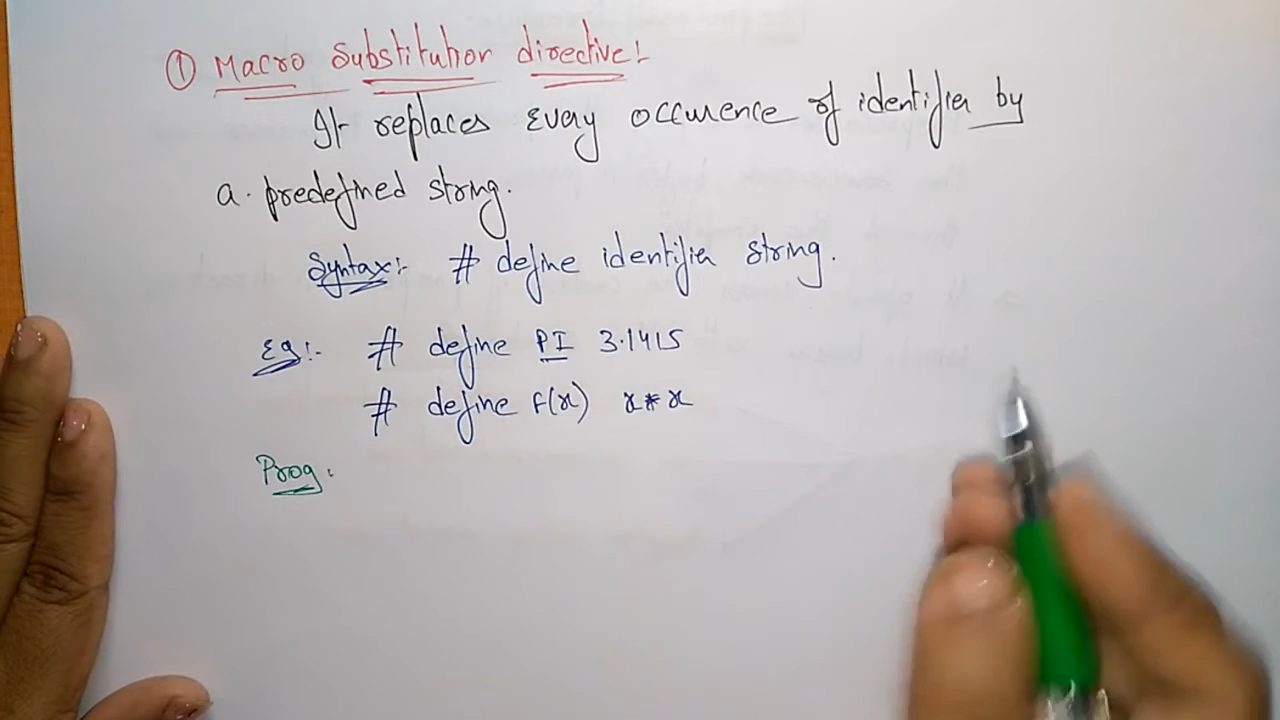 ① Macro Substitution directive:
It replaces Every occurence of identifier by
a. predefined string.
Syntax:- # define identifier string.
Eg:- # define PI 3.1415
# define f(x) x*x
Prog: